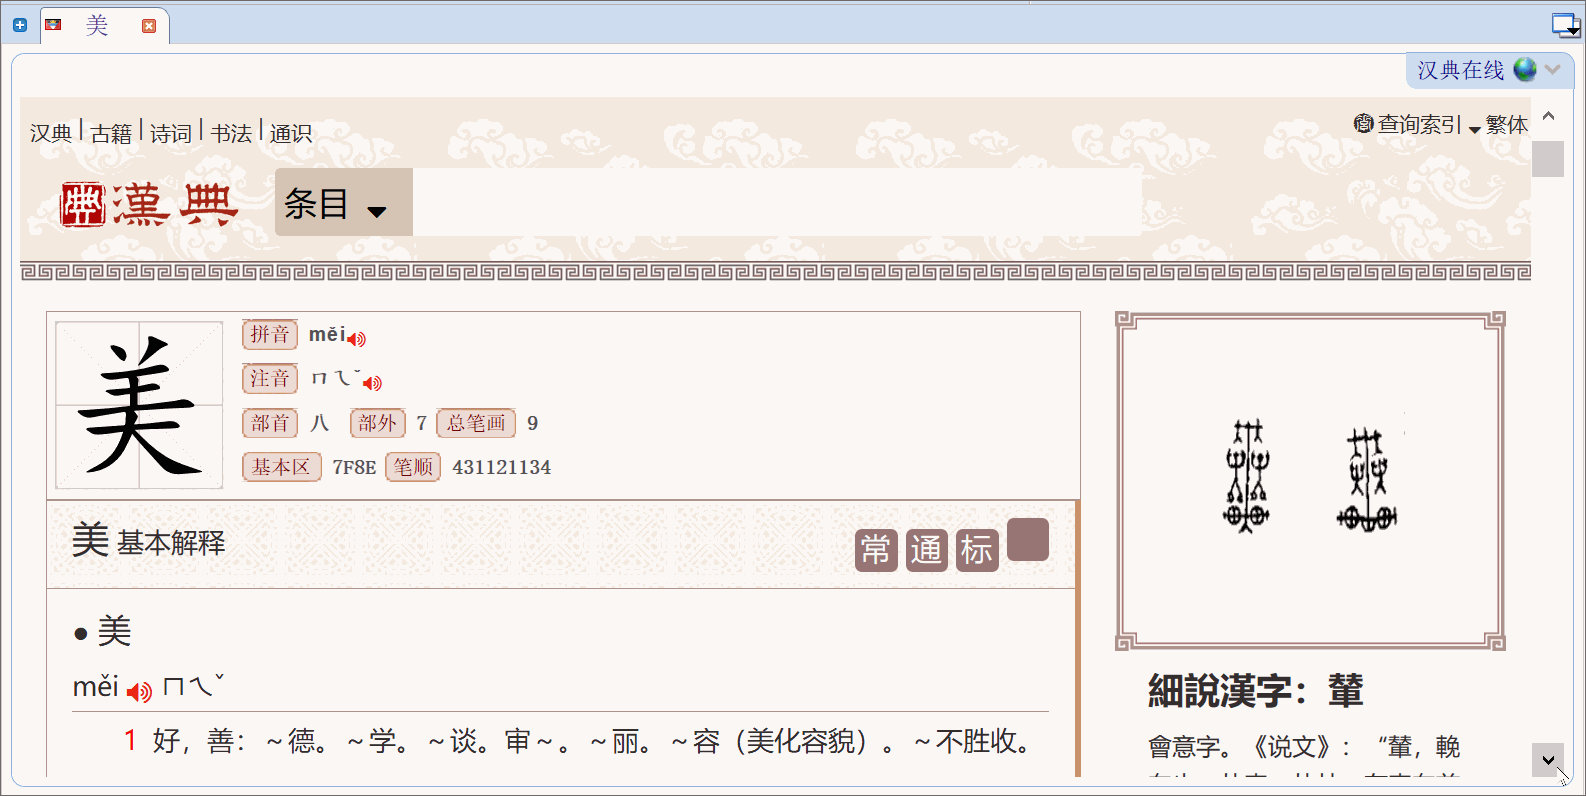 美
汉典在线
汉典 古籍 诗词 书法 通识
查询索引 繁体
漢典
条目
美
拼音 měi
注音 ㄇㄟˇ
部首 八 部外 7 总笔画 9
基本区 7F8E 笔顺 431121134
美 基本解释
常 通 标
● 美
měi ㄇㄟˇ
1 好，善：～德。～学。～谈。审～。～丽。～容（美化容貌）。～不胜收。
細說漢字：輦
會意字。《说文》：“輦，輓